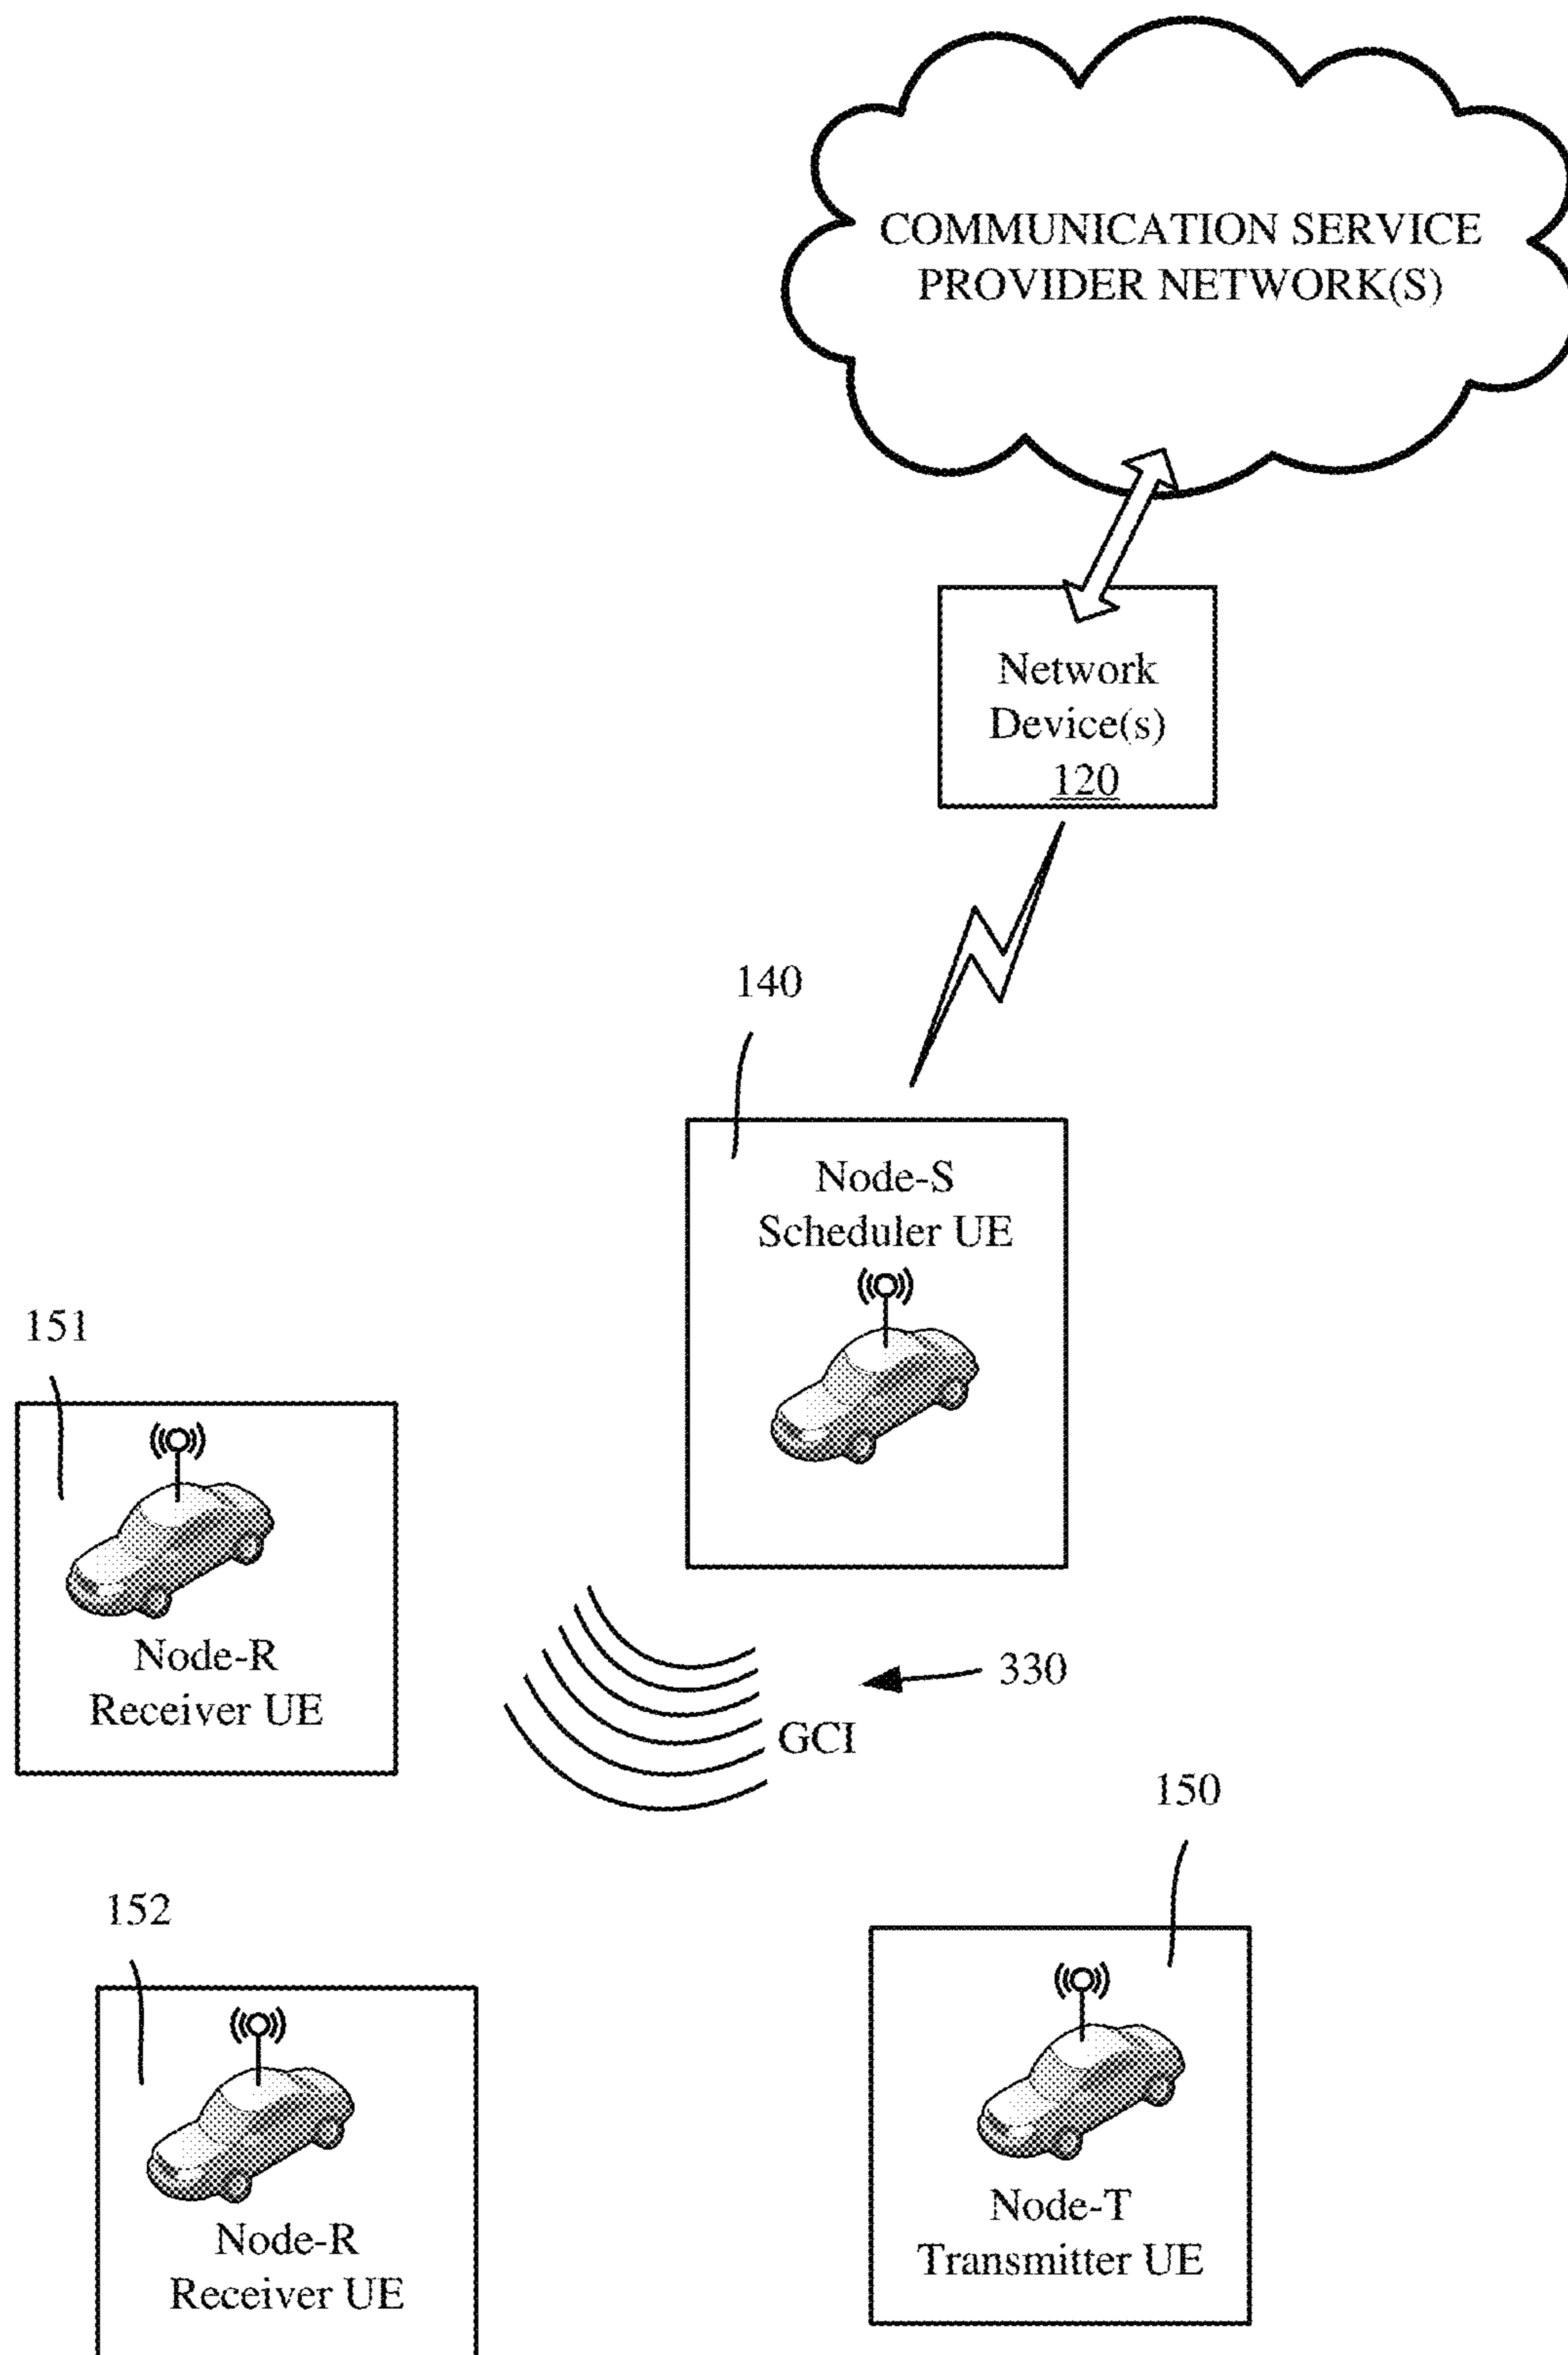 COMMUNICATION SERVICE
PROVIDER NETWORK(S)
Network
Device(s)
120
140
Node-S
Scheduler UE
151
Node-R
Receiver UE
330
GCI
150
152
Node-T
Transmitter UE
Node-R
Receiver UE